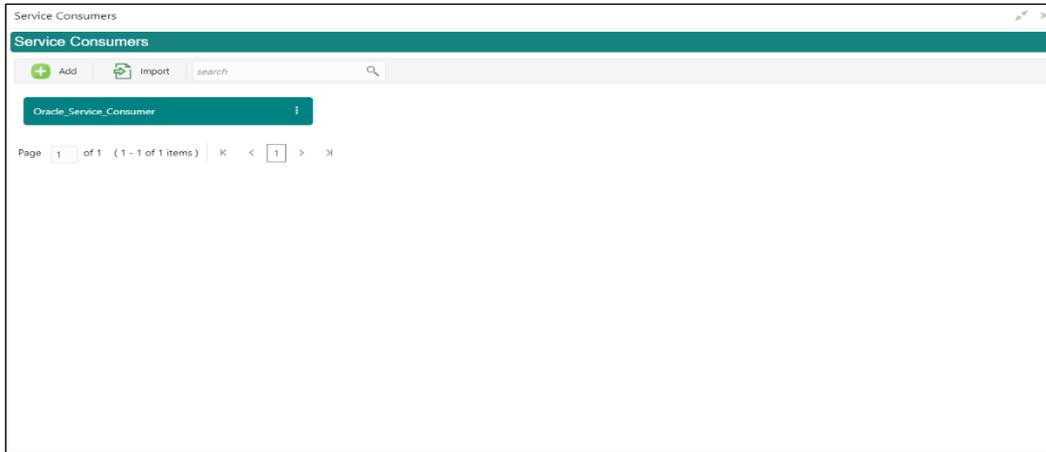 Service Consumers
Service Consumers
Add Import search
Oracle_Service_Consumer
Page 1 of 1 (1 - 1 of 1 items) K < 1 > >|